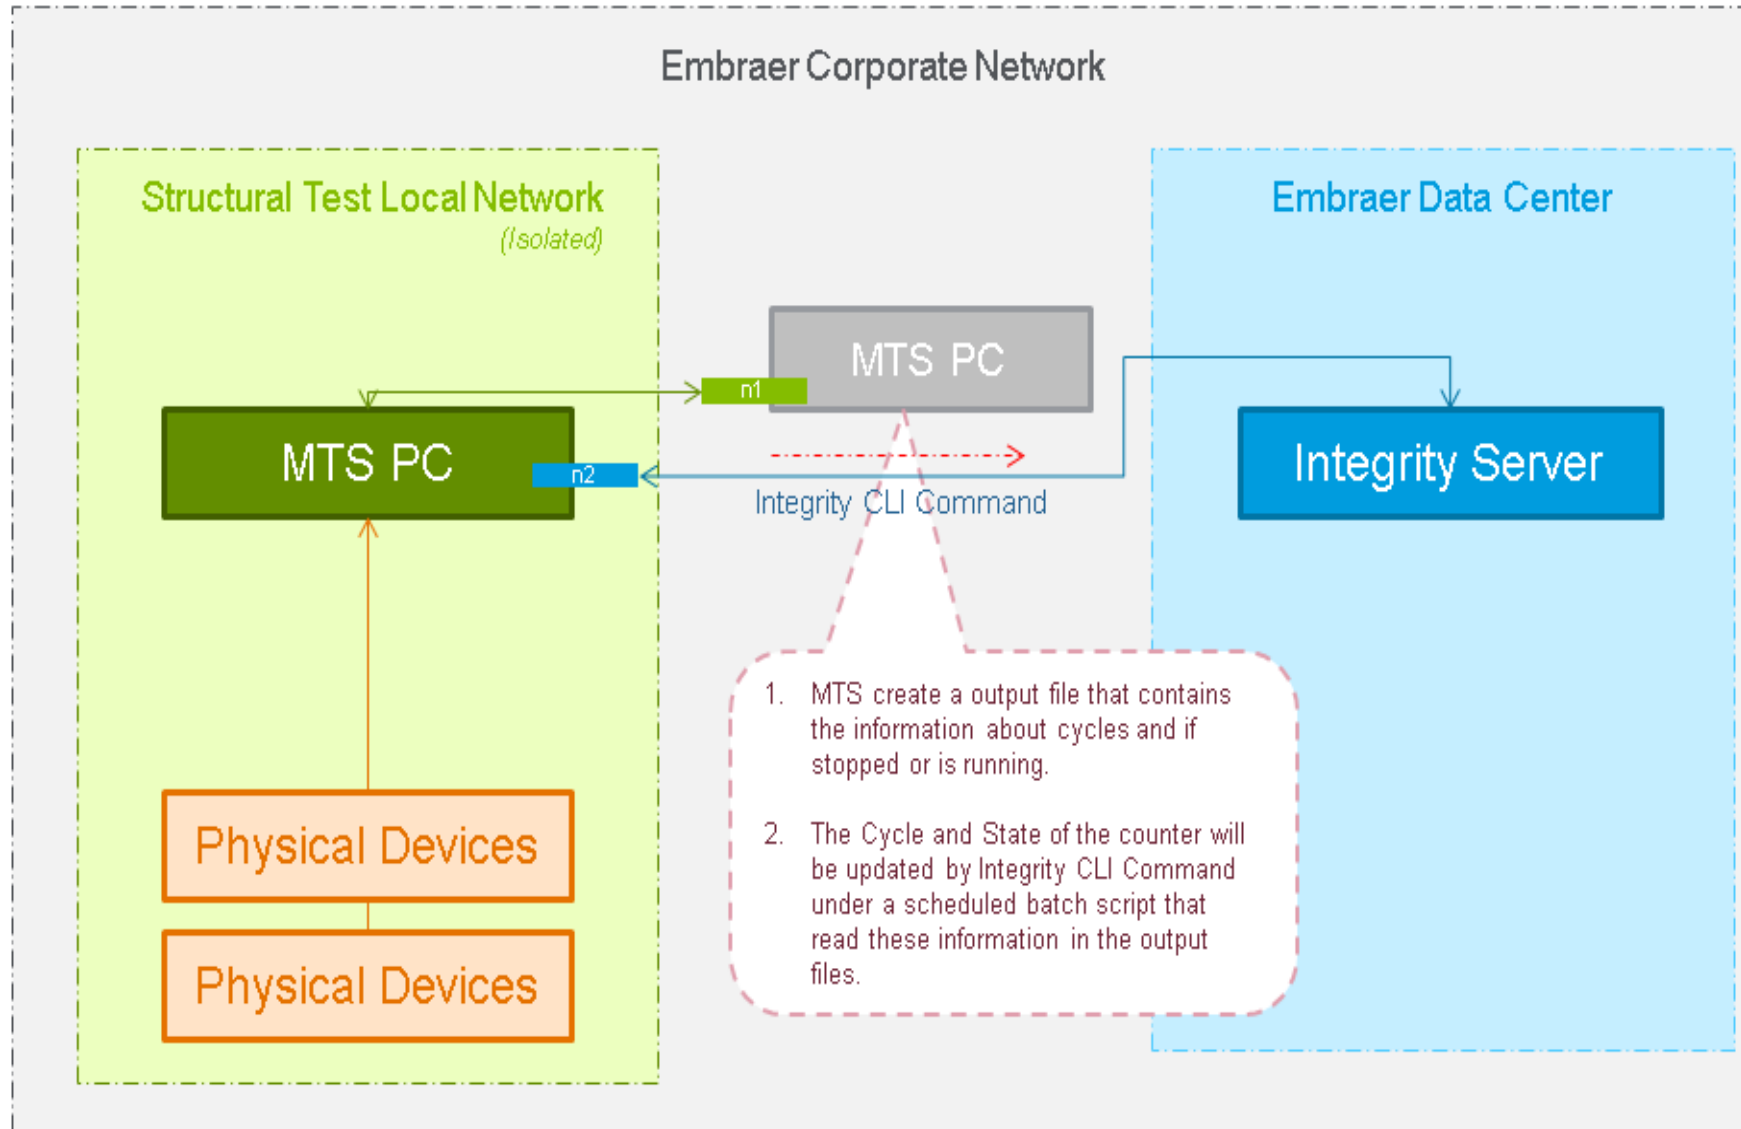 Embraer Corporate Network
Structural Test Local Network
(Isolated)
Embraer Data Center
MTS PC
n1
MTS PC
n2
Integrity Server
Integrity CLI Command
1. MTS create a output file that contains
the information about cycles and if
stopped or is running.
2. The Cycle and State of the counter will
be updated by Integrity CLI Command
under a scheduled batch script that
read these information in the output
files.
Physical Devices
Physical Devices